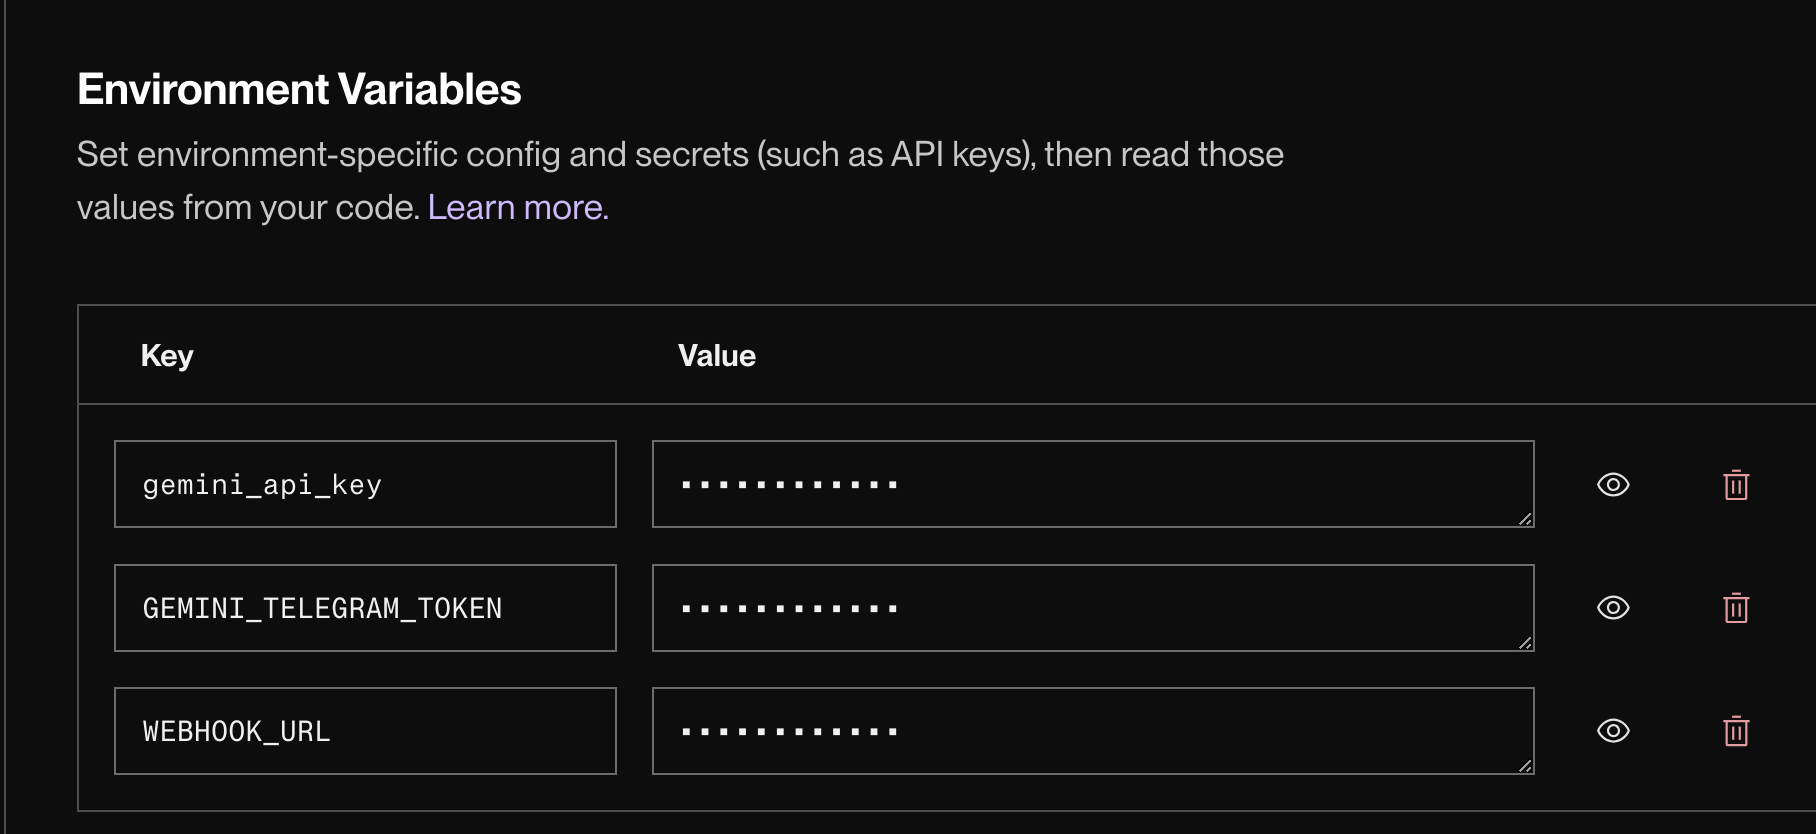 Environment Variables
Set environment-specific config and secrets (such as API keys), then read those
values from your code. Learn more.
Key Value
gemini_api_key ············
GEMINI_TELEGRAM_TOKEN ············
WEBHOOK_URL ············